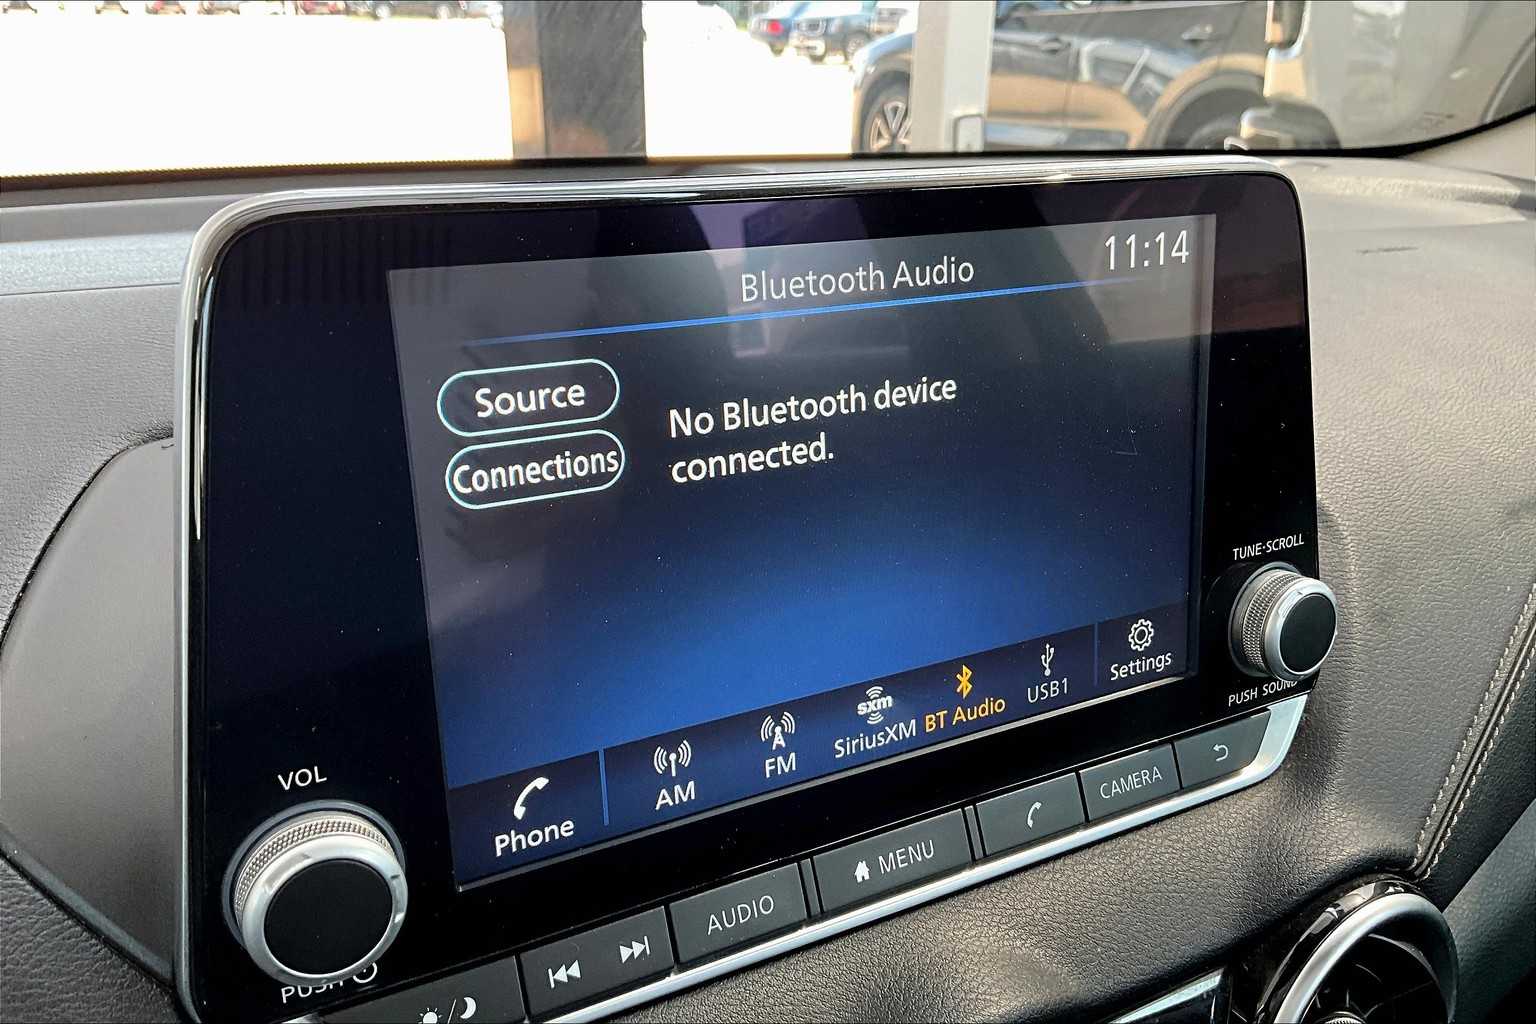 Bluetooth Audio
11:14
Source
Connections
No Bluetooth device
connected.
TUNE·SCROLL
PUSH SOUND
Phone
AM
FM
sxm
SiriusXM
BT Audio
USB1
Settings
VOL
PUSH
AUDIO
MENU
CAMERA